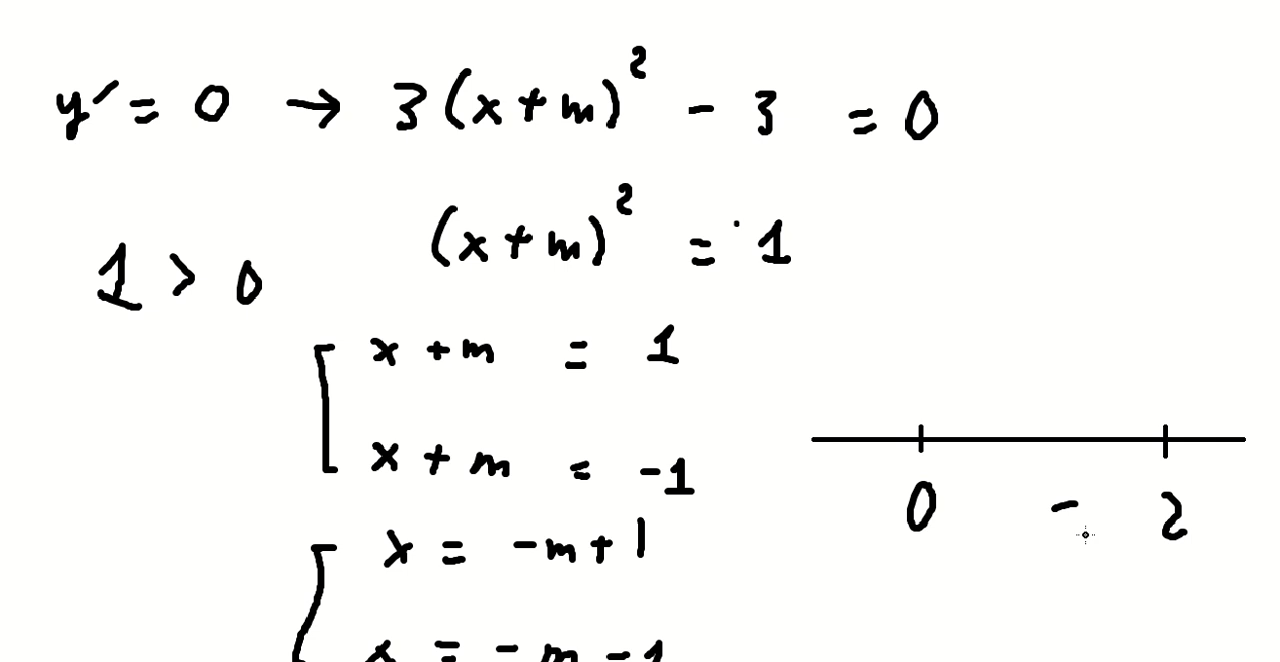 y' = 0 → 3(x+m)² - 3 = 0
(x+m)² = 1
1 > 0
x + m = 1
x + m = -1
0 - 2
x = -m + 1
x = -m - 1